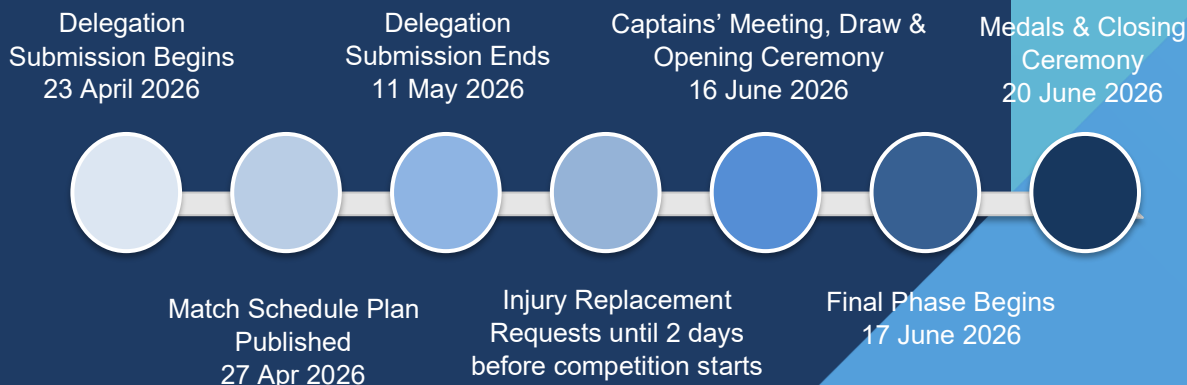 Delegation
Submission Begins
23 April 2026
Delegation
Submission Ends
11 May 2026
Captains’ Meeting, Draw &
Opening Ceremony
16 June 2026
Medals & Closing
Ceremony
20 June 2026
Match Schedule Plan
Published
27 Apr 2026
Injury Replacement
Requests until 2 days
before competition starts
Final Phase Begins
17 June 2026